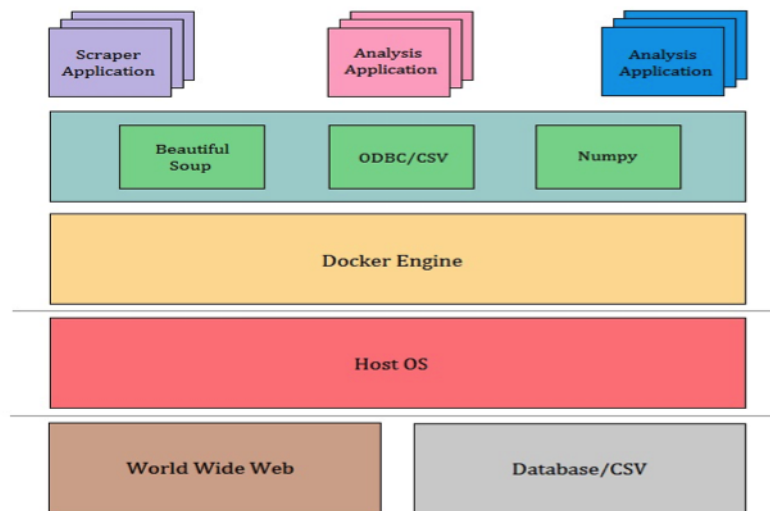 Scraper
Application
Analysis
Application
Analysis
Application
Beautiful
Soup
ODBC/CSV
Numpy
Docker Engine
Host OS
World Wide Web
Database/CSV